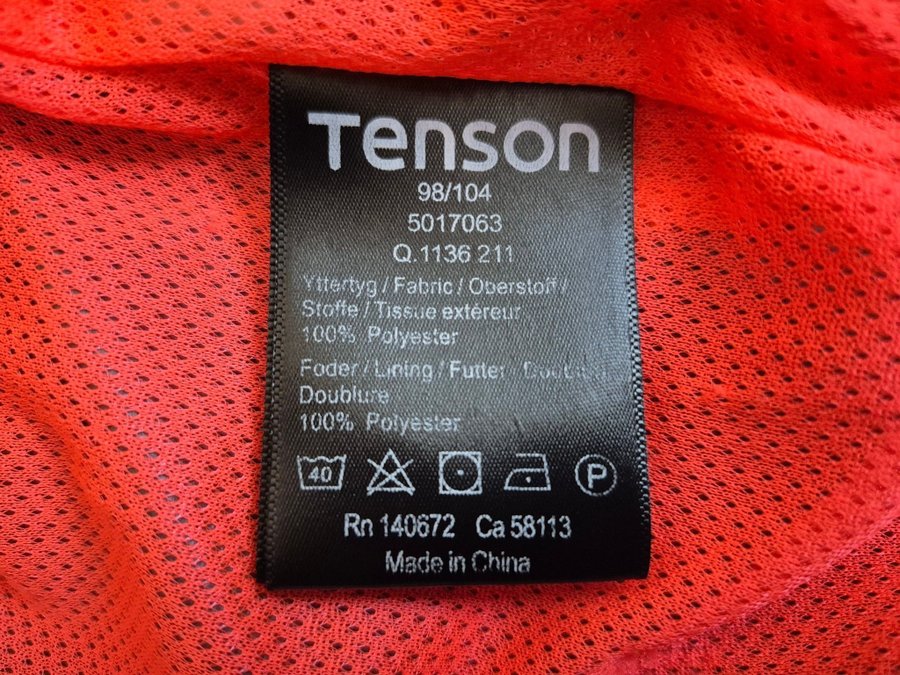 Tenson
98/104
5017063
Q.1136 211
Yttertyg / Fabric / Oberstoff /
Stoffe / Tissue extéreur
100% Polyester
Foder / Lining / Futter
Doublure
100% Polyester
40 P
Rn 140672 Ca 58113
Made in China